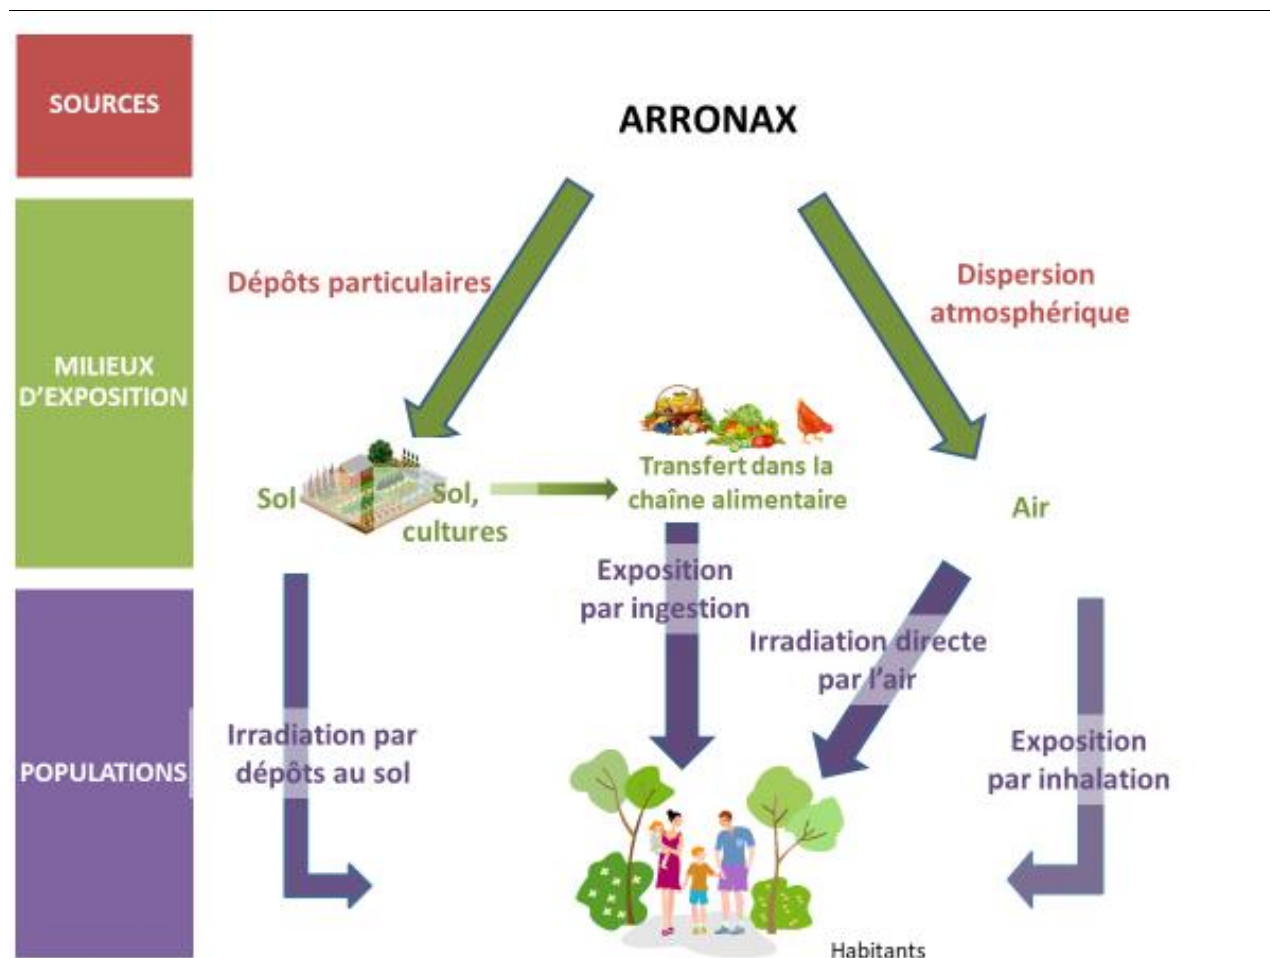 SOURCES
ARRONAX
Dépôts particulaires
Dispersion
atmosphérique
MILIEUX
D'EXPOSITION
Transfert dans la
chaîne alimentaire
Sol
Sol,
cultures
Air
Exposition
par ingestion
Irradiation directe
par l'air
Irradiation par
dépôts au sol
Exposition
par inhalation
POPULATIONS
Habitants